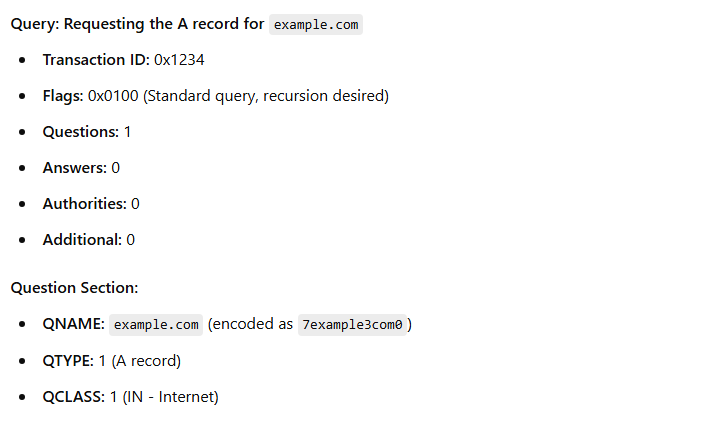 Query: Requesting the A record for example.com
Transaction ID: 0x1234
Flags: 0x0100 (Standard query, recursion desired)
Questions: 1
Answers: 0
Authorities: 0
Additional: 0
Question Section:
QNAME: example.com (encoded as 7example3com0)
QTYPE: 1 (A record)
QCLASS: 1 (IN - Internet)